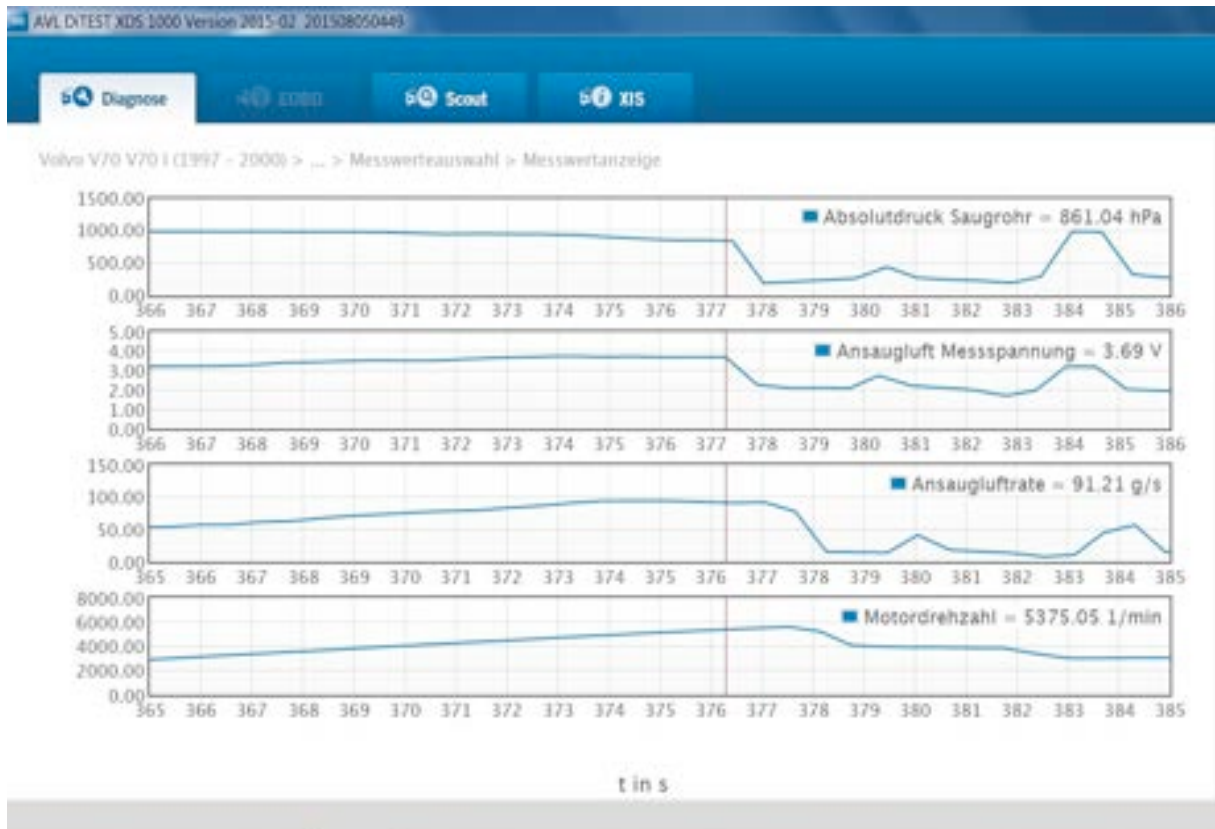 AVL DiTEST XDS 1000 Version 2015-02 201508050449
Diagnose
EOBD
Scout
XIS
Volvo V70 V70 I (1997 - 2000) > ... > Messwerteauswahl > Messwertanzeige
1500.00
1000.00
500.00
0.00
Absolutdruck Saugrohr = 861.04 hPa
366 367 368 369 370 371 372 373 374 375 376 377 378 379 380 381 382 383 384 385 386
5.00
4.00
3.00
2.00
1.00
0.00
Ansaugluft Messspannung = 3.69 V
366 367 368 369 370 371 372 373 374 375 376 377 378 379 380 381 382 383 384 385 386
150.00
100.00
50.00
0.00
Ansaugluftrate = 91.21 g/s
365 366 367 368 369 370 371 372 373 374 375 376 377 378 379 380 381 382 383 384 385
8000.00
6000.00
4000.00
2000.00
0.00
Motordrehzahl = 5375.05 1/min
365 366 367 368 369 370 371 372 373 374 375 376 377 378 379 380 381 382 383 384 385
t in s